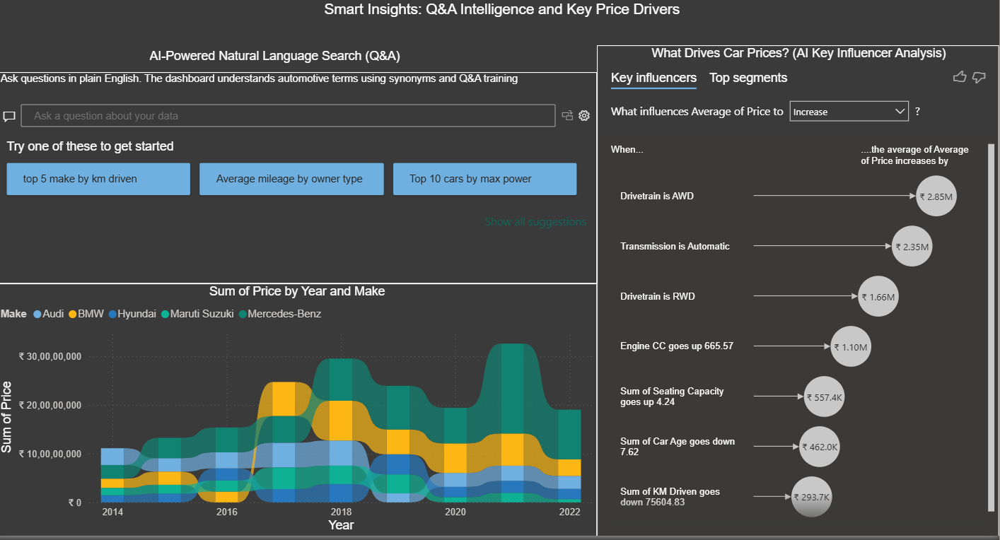 Smart Insights: Q&A Intelligence and Key Price Drivers
AI-Powered Natural Language Search (Q&A)
Ask questions in plain English. The dashboard understands automotive terms using synonyms and Q&A training
Ask a question about your data
Try one of these to get started
top 5 make by km driven
Average mileage by owner type
Top 10 cars by max power
Show all suggestions
Sum of Price by Year and Make
Make Audi BMW Hyundai Maruti Suzuki Mercedes-Benz
Sum of Price
₹ 30,00,00,000
₹ 20,00,00,000
₹ 10,00,00,000
₹ 0
2014 2016 2018 2020 2022
Year
What Drives Car Prices? (AI Key Influencer Analysis)
Key influencers Top segments
What influences Average of Price to Increase ?
When...
....the average of Average
of Price increases by
Drivetrain is AWD ₹ 2.85M
Transmission is Automatic ₹ 2.35M
Drivetrain is RWD ₹ 1.66M
Engine CC goes up 665.57 ₹ 1.10M
Sum of Seating Capacity
goes up 4.24
₹ 557.4K
Sum of Car Age goes down
7.62
₹ 462.0K
Sum of KM Driven goes
down 75604.83
₹ 293.7K